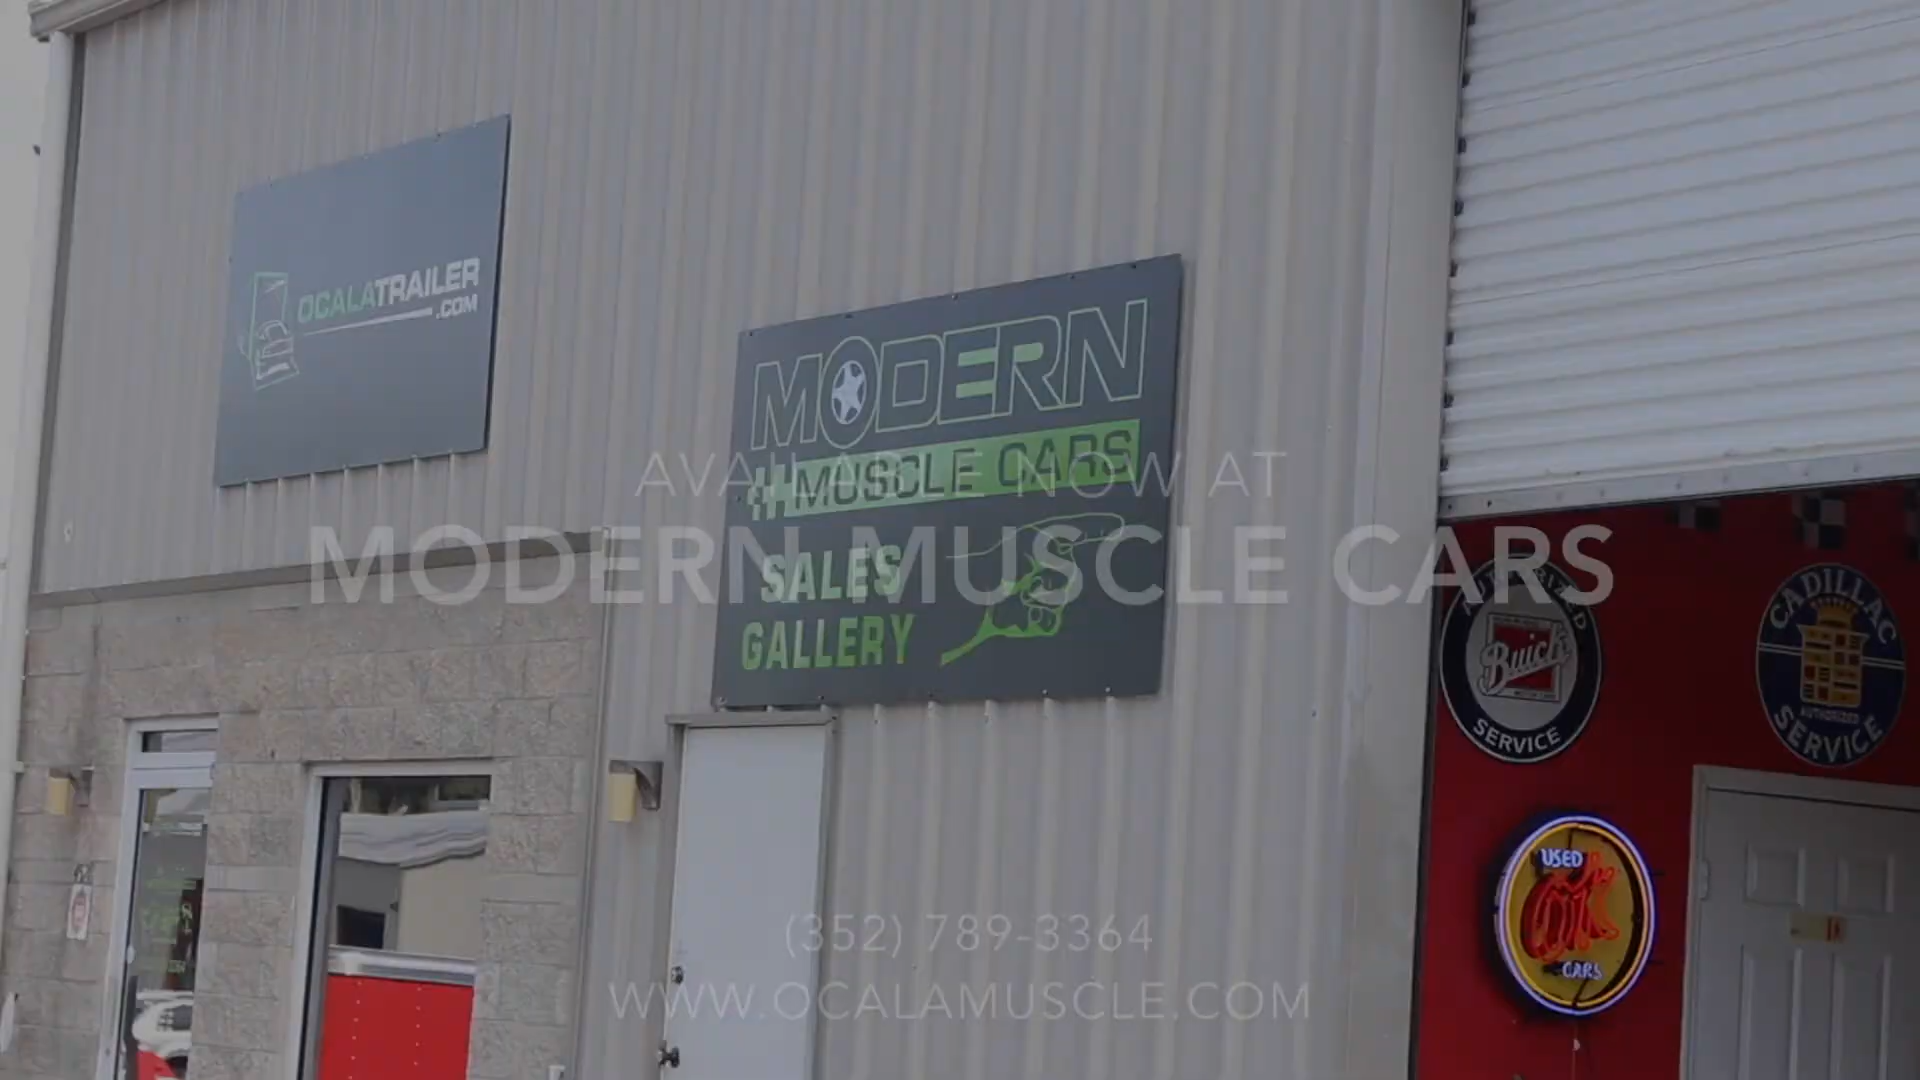 OCALATRAILER
.COM
MODERN
MUSCLE CARS
SALES
GALLERY
AVAILABLE NOW AT
MODERN MUSCLE CARS
(352) 789-3364
WWW.OCALAMUSCLE.COM
AUTHORIZED
Buick
SERVICE
CADILLAC
AUTHORIZED
SERVICE
USED
OK
CARS